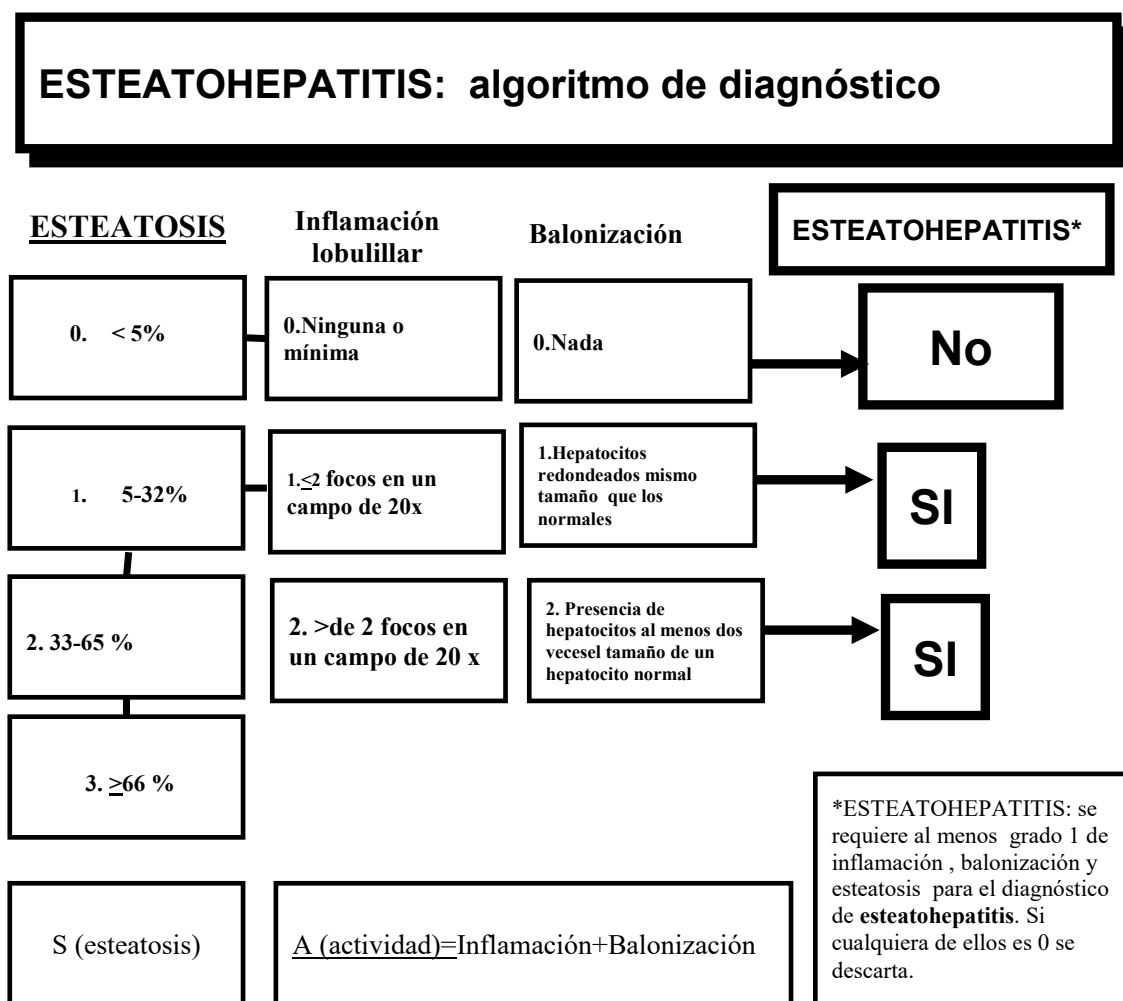 ESTEATOHEPATITIS: algoritmo de diagnóstico
ESTEATOSIS
Inflamación
lobulillar
Balonización
ESTEATOHEPATITIS*
0. < 5%
0.Ninguna o
mínima
0.Nada
No
1. 5-32%
1.≤2 focos en un
campo de 20x
1.Hepatocitos
redondeados mismo
tamaño que los
normales
SI
2. 33-65 %
2. >de 2 focos en
un campo de 20 x
2. Presencia de
hepatocitos al menos dos
vecesel tamaño de un
hepatocito normal
SI
3. ≥66 %
*ESTEATOHEPATITIS: se
requiere al menos grado 1 de
inflamación , balonización y
esteatosis para el diagnóstico
de esteatohepatitis. Si
cualquiera de ellos es 0 se
descarta.
S (esteatosis)
A (actividad)=Inflamación+Balonización